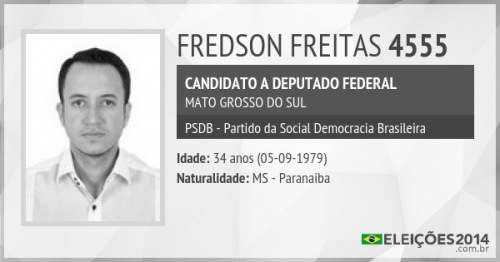 FREDSON FREITAS 4555
CANDIDATO A DEPUTADO FEDERAL
MATO GROSSO DO SUL
PSDB - Partido da Social Democracia Brasileira
Idade: 34 anos (05-09-1979)
Naturalidade: MS - Paranaiba
ELEIÇÕES2014
.com.br